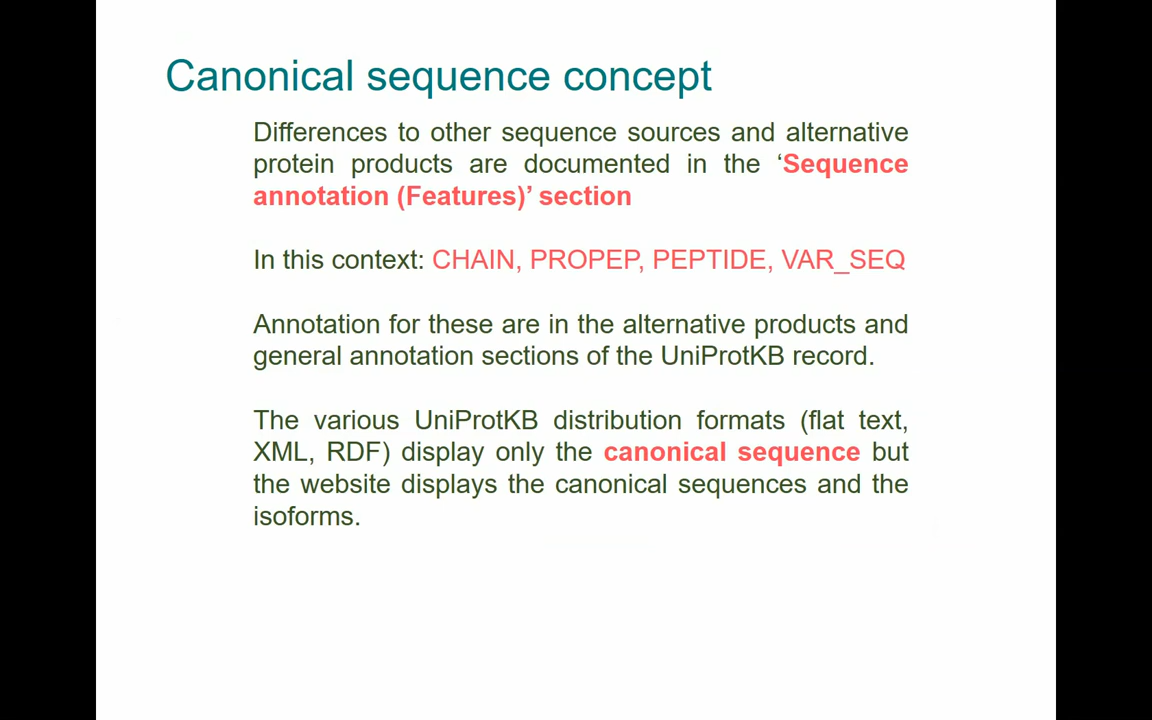 Canonical sequence concept
Differences to other sequence sources and alternative
protein products are documented in the ‘Sequence
annotation (Features)’ section
In this context: CHAIN, PROPEP, PEPTIDE, VAR_SEQ
Annotation for these are in the alternative products and
general annotation sections of the UniProtKB record.
The various UniProtKB distribution formats (flat text,
XML, RDF) display only the canonical sequence but
the website displays the canonical sequences and the
isoforms.